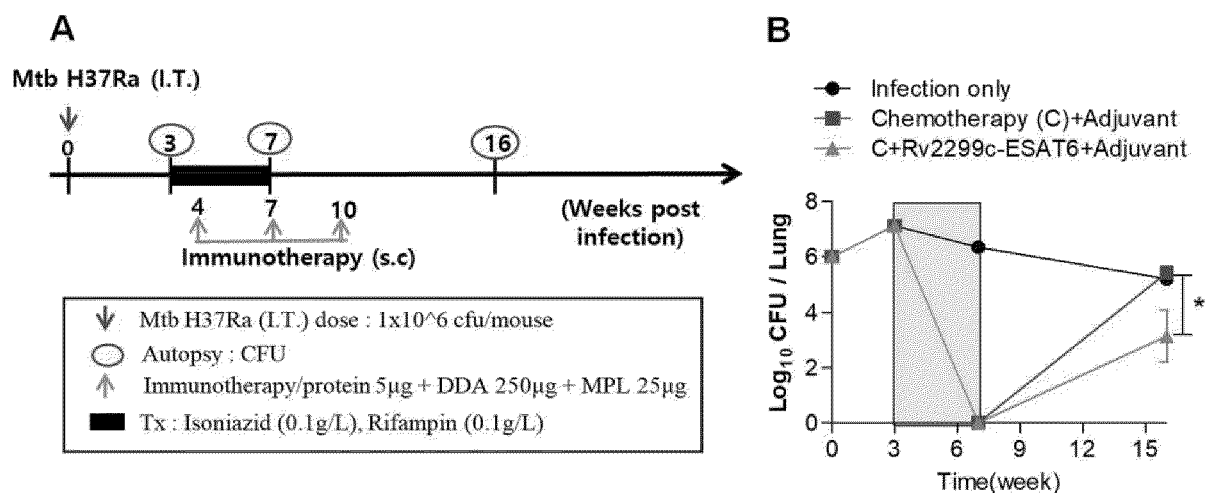 A
Mtb H37Ra (I.T.)
0
3
7
16
4
7
10
(Weeks post
infection)
Immunotherapy (s.c)
Mtb H37Ra (I.T.) dose : 1x10^6 cfu/mouse
Autopsy : CFU
Immunotherapy/protein 5µg + DDA 250µg + MPL 25µg
Tx : Isoniazid (0.1g/L), Rifampin (0.1g/L)
B
Infection only
Chemotherapy (C)+Adjuvant
C+Rv2299c-ESAT6+Adjuvant
Log10 CFU / Lung
8
6
4
2
0
*
0 3 6 9 12 15
Time(week)